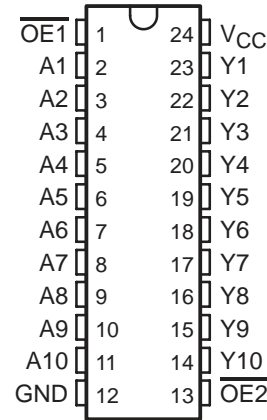 O̅E̅1̅ 1 24 VCC
A1 2 23 Y1
A2 3 22 Y2
A3 4 21 Y3
A4 5 20 Y4
A5 6 19 Y5
A6 7 18 Y6
A7 8 17 Y7
A8 9 16 Y8
A9 10 15 Y9
A10 11 14 Y10
GND 12 13 O̅E̅2̅